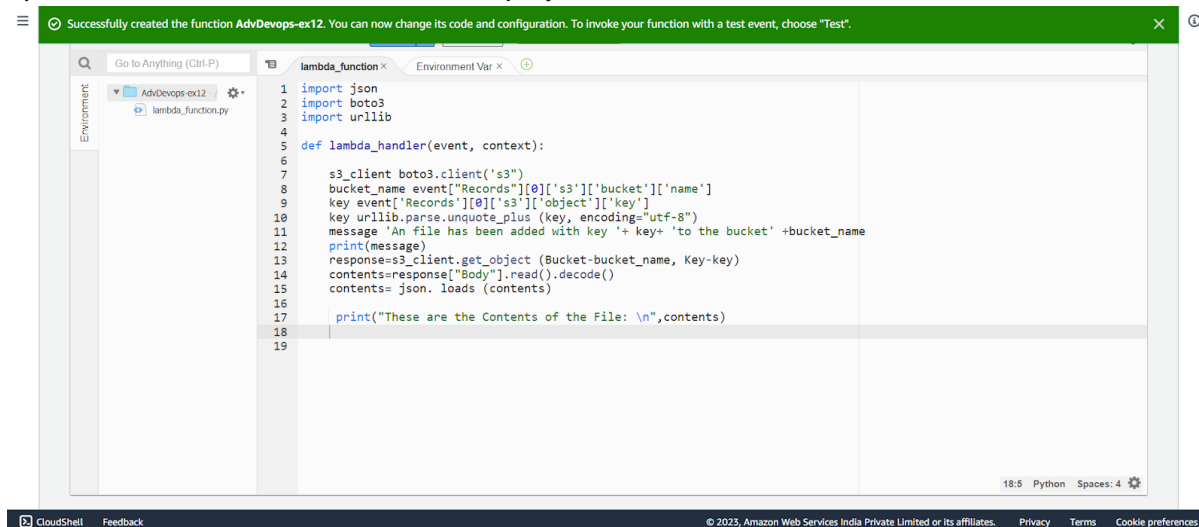 Successfully created the function AdvDevops-ex12. You can now change its code and configuration. To invoke your function with a test event, choose "Test".
Go to Anything (Ctrl-P)
lambda_function ×
Environment Var ×
Environment
AdvDevops-ex12 /
lambda_function.py
1 import json
2 import boto3
3 import urllib
4
5 def lambda_handler(event, context):
6
7 s3_client boto3.client('s3")
8 bucket_name event["Records"][0]['s3']['bucket']['name']
9 key event['Records'][0]['s3']['object']['key']
10 key urllib.parse.unquote_plus (key, encoding="utf-8")
11 message 'An file has been added with key '+ key+ 'to the bucket' +bucket_name
12 print(message)
13 response=s3_client.get_object (Bucket-bucket_name, Key-key)
14 contents=response["Body"].read().decode()
15 contents= json. loads (contents)
16
17 print("These are the Contents of the File: \n",contents)
18
19
18:5 Python Spaces: 4
CloudShell Feedback © 2023, Amazon Web Services India Private Limited or its affiliates. Privacy Terms Cookie preferences